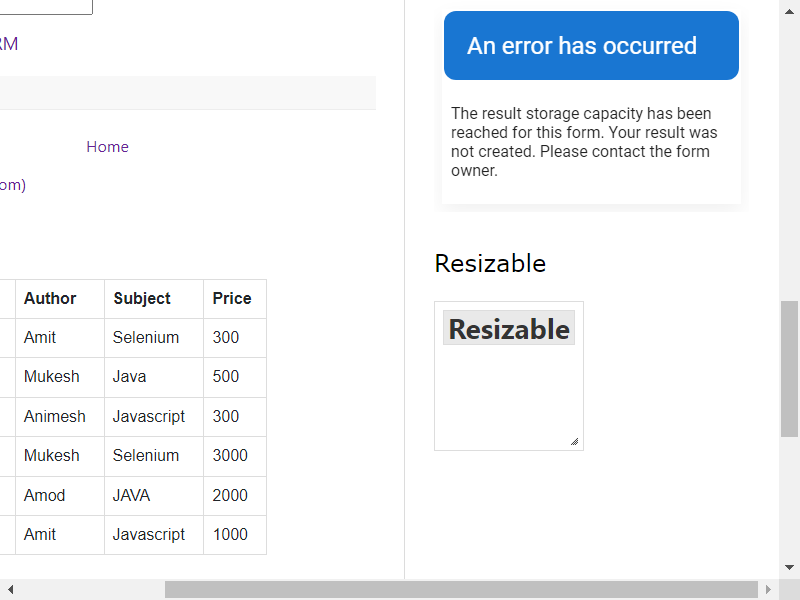 RM
Home
om)
Author Subject Price
Amit Selenium 300
Mukesh Java 500
Animesh Javascript 300
Mukesh Selenium 3000
Amod JAVA 2000
Amit Javascript 1000
An error has occurred
The result storage capacity has been
reached for this form. Your result was
not created. Please contact the form
owner.
Resizable
Resizable